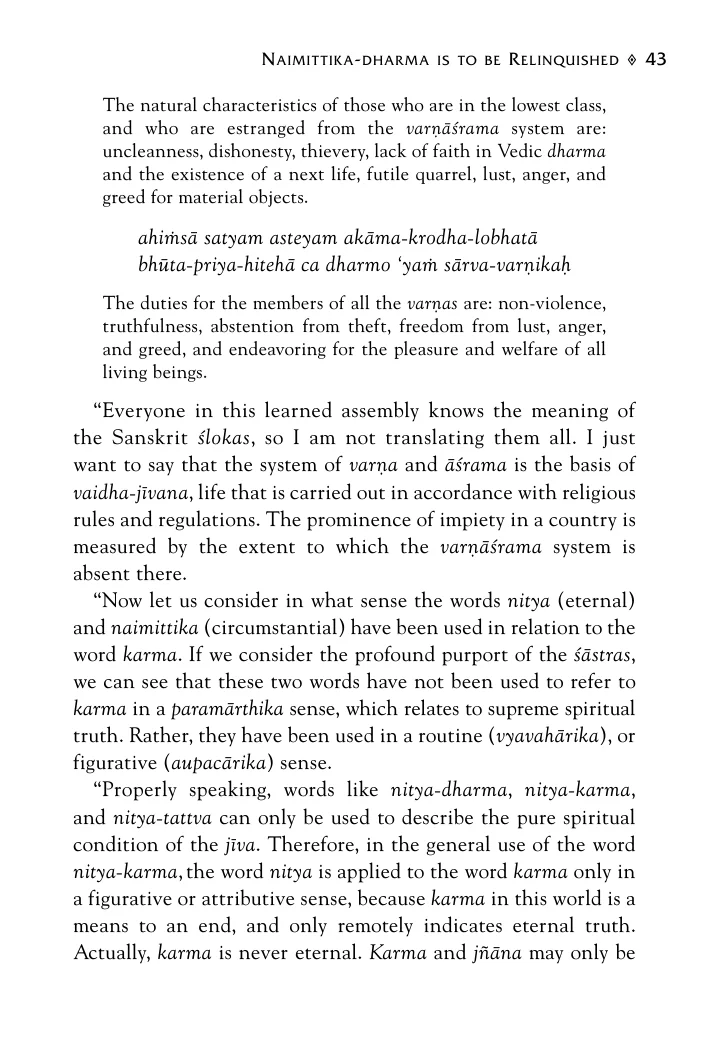 NAIMITTIKA-DHARMA IS TO BE RELINQUISHED ◊ 43
The natural characteristics of those who are in the lowest class,
and who are estranged from the varṇāśrama system are:
uncleanness, dishonesty, thievery, lack of faith in Vedic dharma
and the existence of a next life, futile quarrel, lust, anger, and
greed for material objects.
ahiṁsā satyam asteyam akāma-krodha-lobhatā
bhūta-priya-hitehā ca dharmo ‘yaṁ sārva-varṇikaḥ
The duties for the members of all the varṇas are: non-violence,
truthfulness, abstention from theft, freedom from lust, anger,
and greed, and endeavoring for the pleasure and welfare of all
living beings.
“Everyone in this learned assembly knows the meaning of
the Sanskrit ślokas, so I am not translating them all. I just
want to say that the system of varṇa and āśrama is the basis of
vaidha-jīvana, life that is carried out in accordance with religious
rules and regulations. The prominence of impiety in a country is
measured by the extent to which the varṇāśrama system is
absent there.
“Now let us consider in what sense the words nitya (eternal)
and naimittika (circumstantial) have been used in relation to the
word karma. If we consider the profound purport of the śāstras,
we can see that these two words have not been used to refer to
karma in a paramārthika sense, which relates to supreme spiritual
truth. Rather, they have been used in a routine (vyavahārika), or
figurative (aupacārika) sense.
“Properly speaking, words like nitya-dharma, nitya-karma,
and nitya-tattva can only be used to describe the pure spiritual
condition of the jīva. Therefore, in the general use of the word
nitya-karma, the word nitya is applied to the word karma only in
a figurative or attributive sense, because karma in this world is a
means to an end, and only remotely indicates eternal truth.
Actually, karma is never eternal. Karma and jñāna may only be